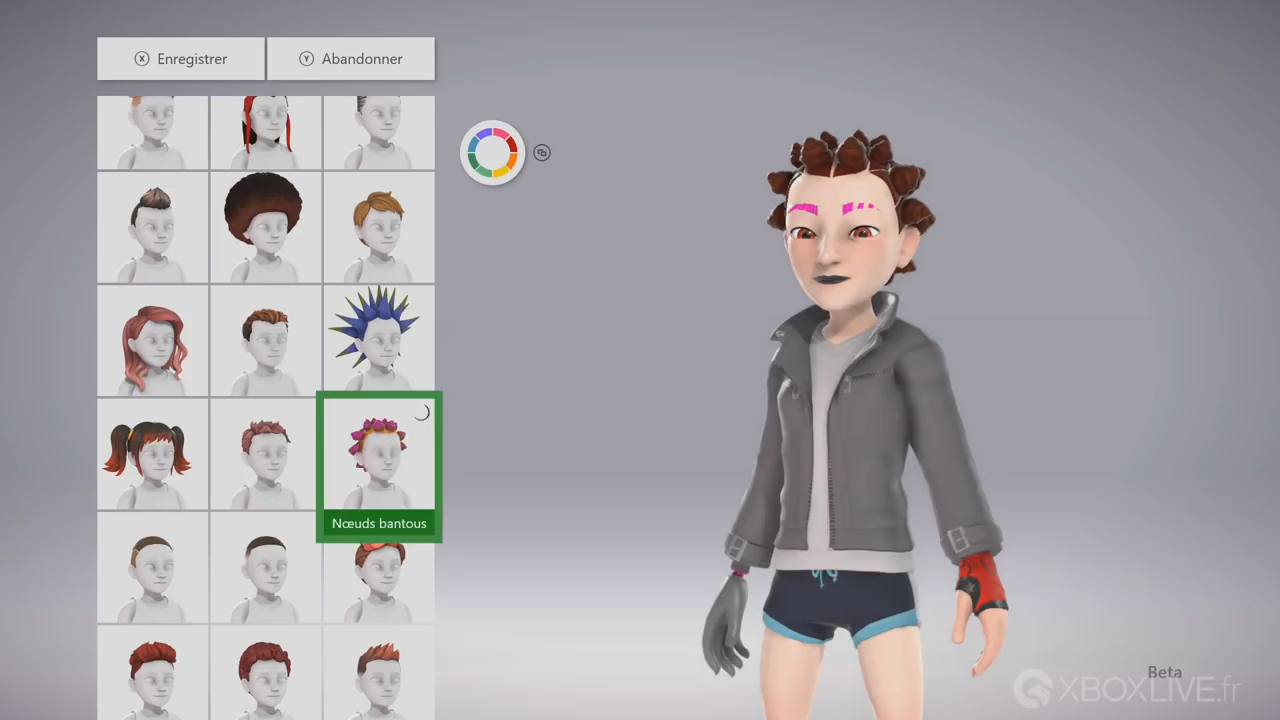 X Enregistrer
Y Abandonner
Nœuds bantous
Beta
XBOXLIVE.fr